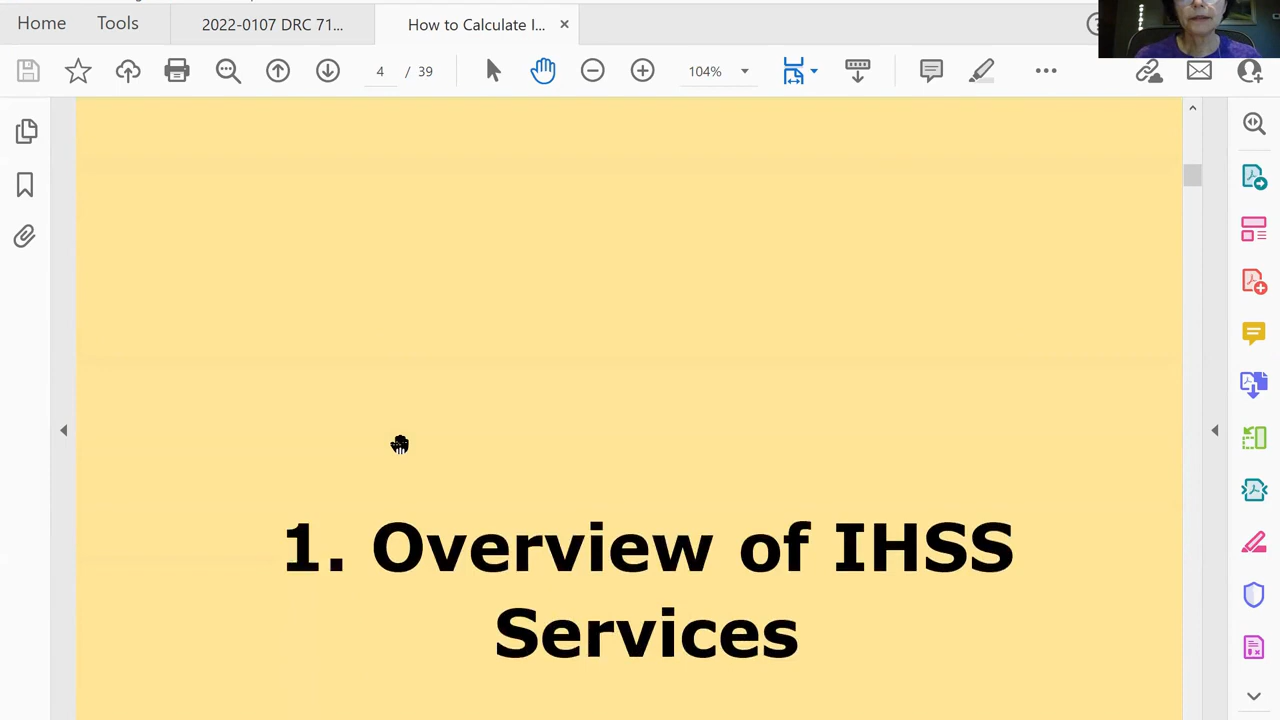 Home Tools 2022-0107 DRC 71... How to Calculate I...
4 / 39 104%
1. Overview of IHSS
Services